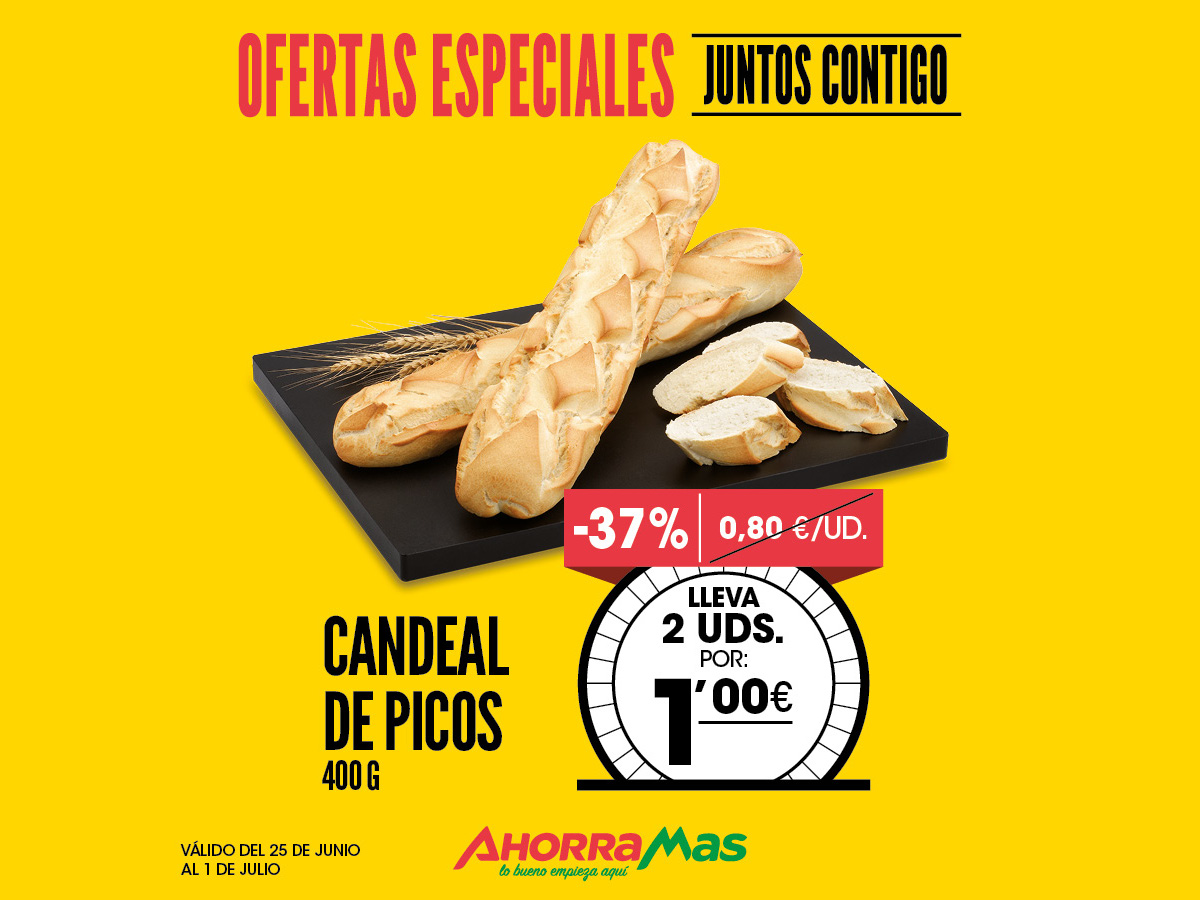 OFERTAS ESPECIALES JUNTOS CONTIGO
-37% 0,80 €/UD.
LLEVA
2 UDS.
POR:
1'00€
CANDEAL
DE PICOS
400 G
VÁLIDO DEL 25 DE JUNIO
AL 1 DE JULIO
AHORRAMAS
lo bueno empieza aquí